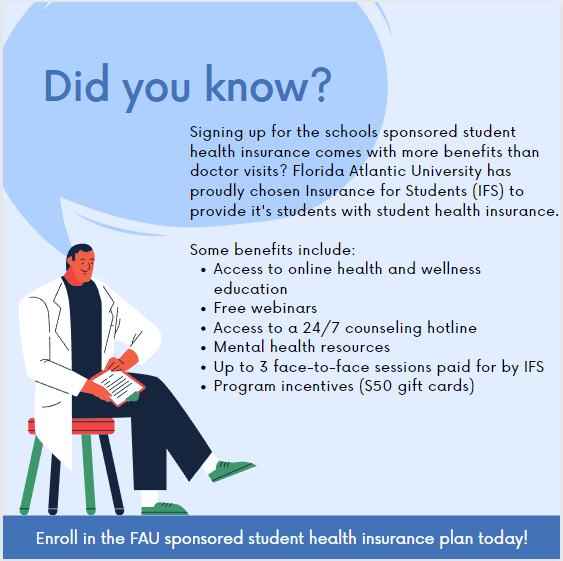 Did you know?
Signing up for the schools sponsored student
health insurance comes with more benefits than
doctor visits? Florida Atlantic University has
proudly chosen Insurance for Students (IFS) to
provide it's students with student health insurance.
Some benefits include:
• Access to online health and wellness
education
• Free webinars
• Access to a 24/7 counseling hotline
• Mental health resources
• Up to 3 face-to-face sessions paid for by IFS
• Program incentives ($50 gift cards)
Enroll in the FAU sponsored student health insurance plan today!